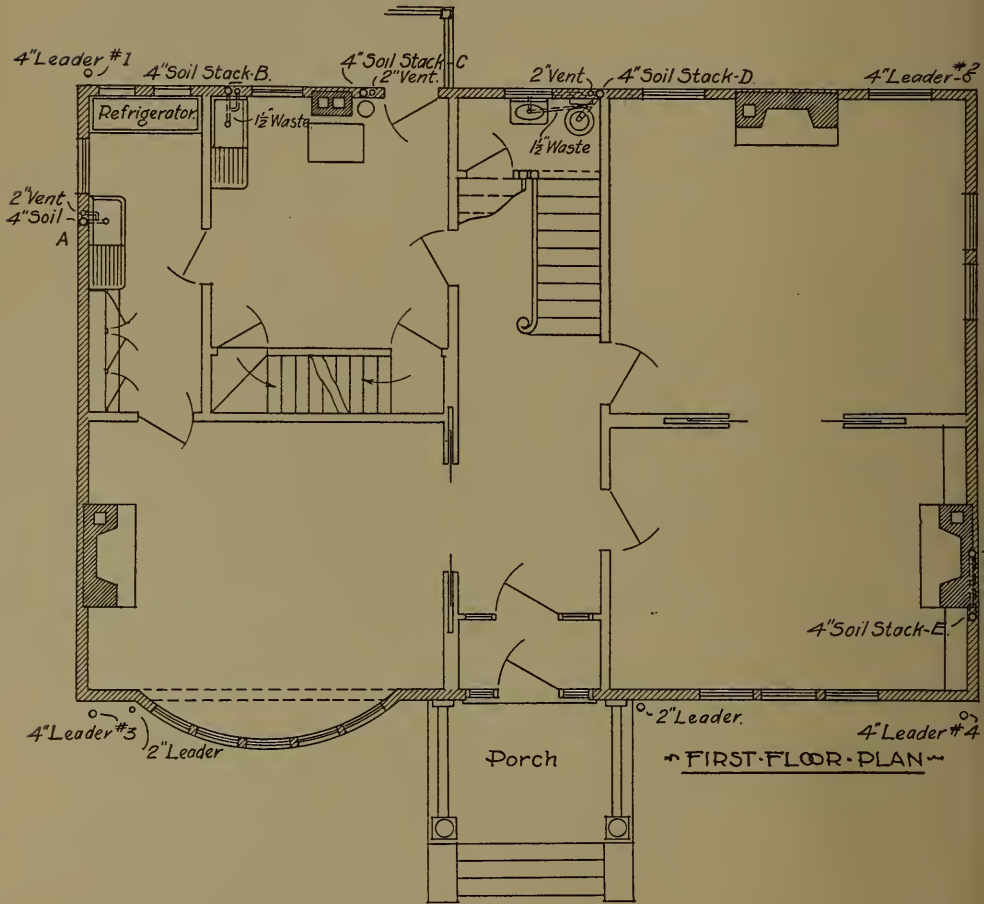 4" Leader #1
4" Soil Stack-B.
4" Soil Stack-C
2" Vent.
2" Vent
4" Soil Stack-D.
4" Leader-#2
Refrigerator.
1½" Waste.
1½" Waste
2" Vent
4" Soil
A
4" Soil Stack-E.
4" Leader #3
2" Leader
2" Leader.
4" Leader #4
Porch
~ FIRST·FLOOR·PLAN ~